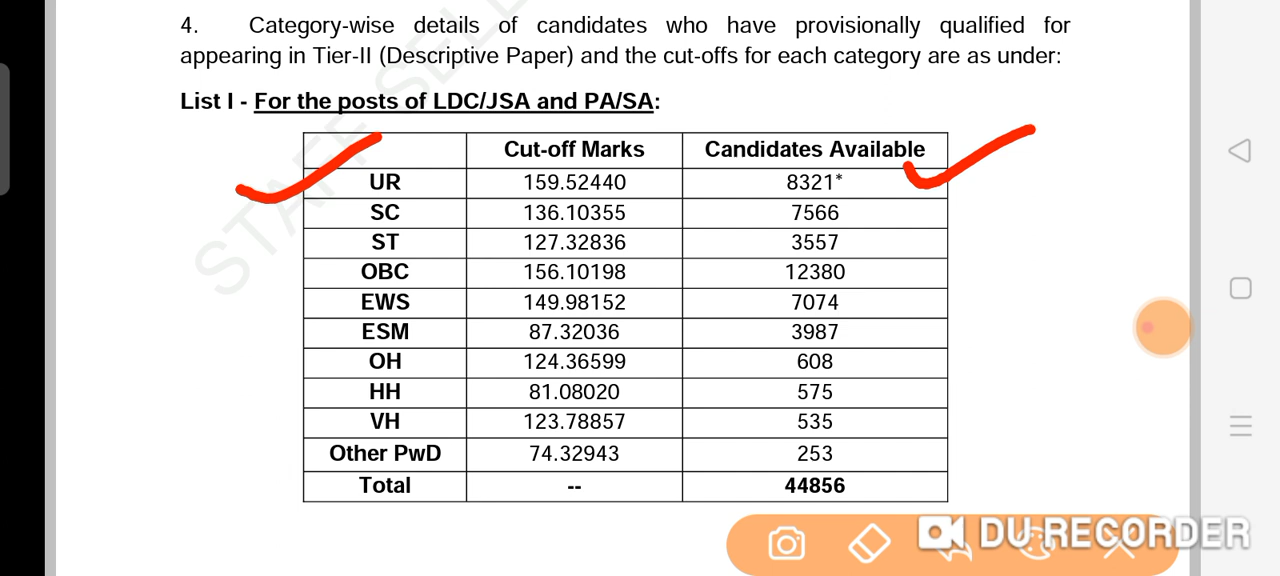 4. Category-wise details of candidates who have provisionally qualified for
appearing in Tier-II (Descriptive Paper) and the cut-offs for each category are as under:
List I - For the posts of LDC/JSA and PA/SA:
Cut-off Marks Candidates Available
UR 159.52440 8321*
SC 136.10355 7566
ST 127.32836 3557
OBC 156.10198 12380
EWS 149.98152 7074
ESM 87.32036 3987
OH 124.36599 608
HH 81.08020 575
VH 123.78857 535
Other PwD 74.32943 253
Total -- 44856
STAFF SELE
DU RECORDER